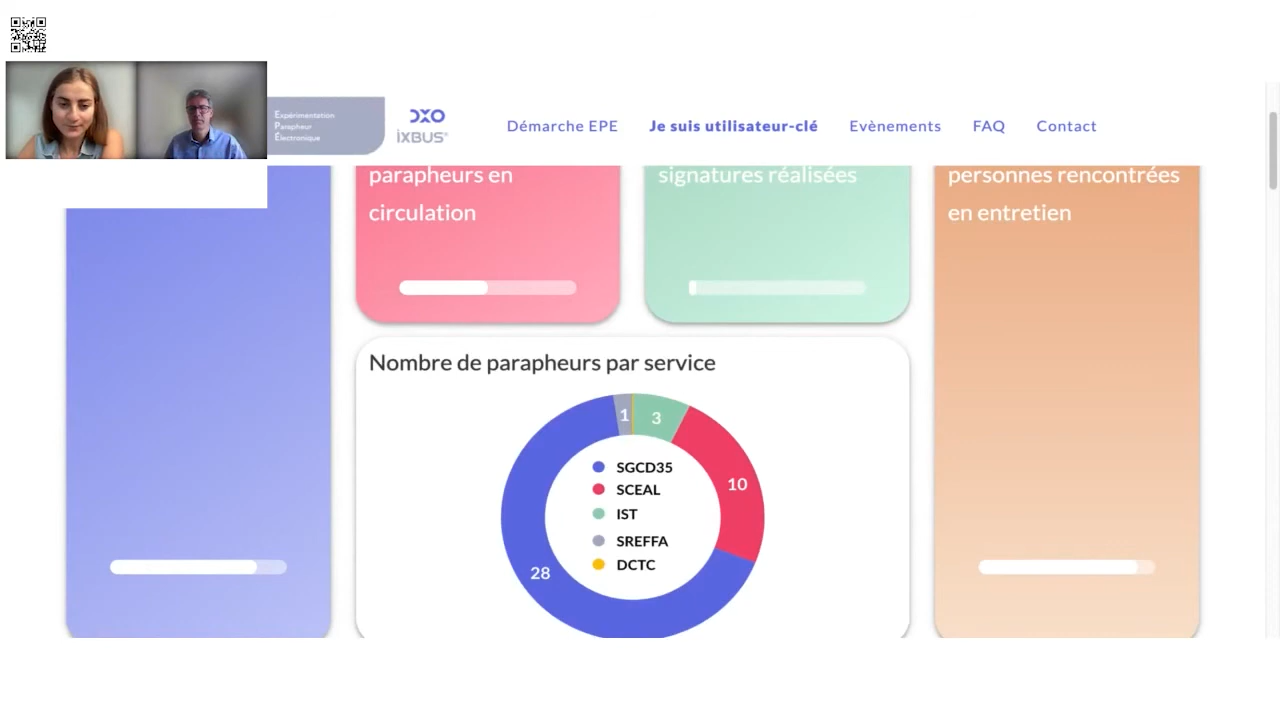 Expérimentation
Parapheur
Électronique
iXBUS®
Démarche EPE
Je suis utilisateur-clé
Evènements
FAQ
Contact
parapheurs en
circulation
signatures réalisées
personnes rencontrées
en entretien
Nombre de parapheurs par service
1
3
10
28
SGCD35
SCEAL
IST
SREFFA
DCTC